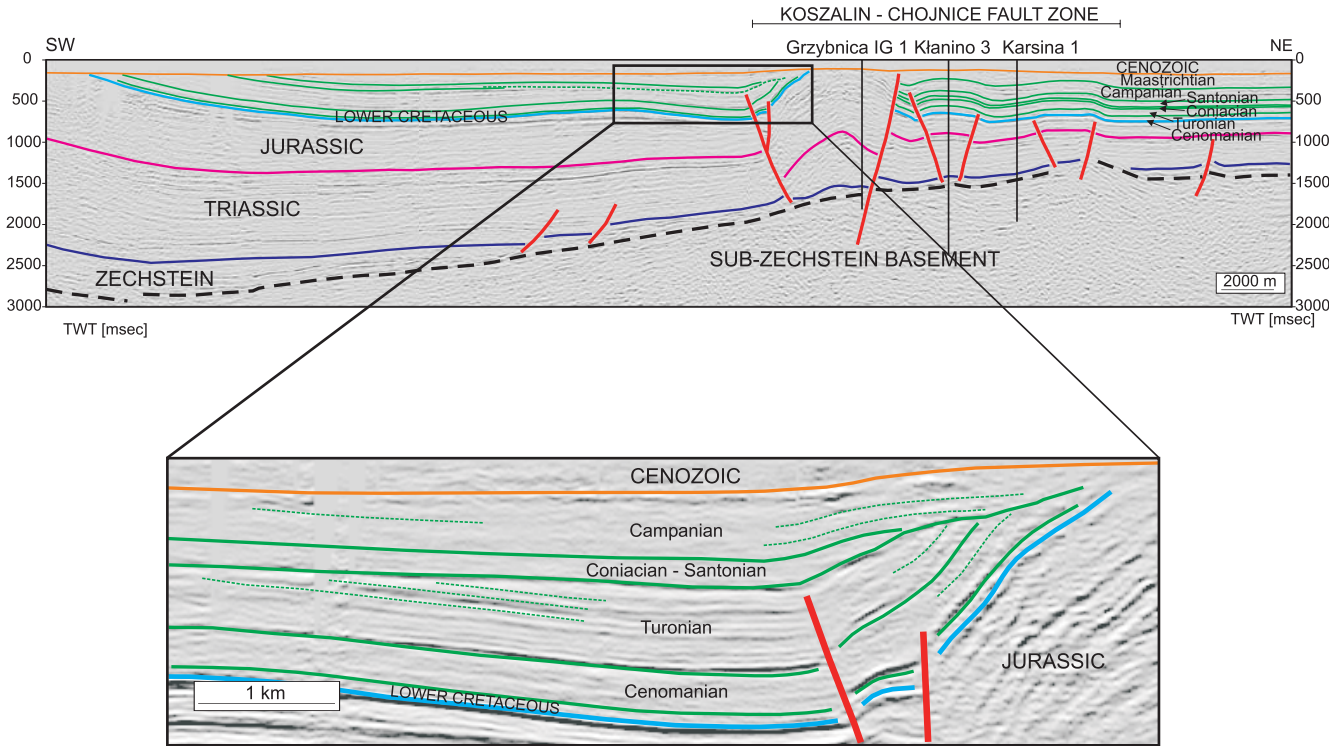 KOSZALIN - CHOJNICE FAULT ZONE
SW
Grzybnica IG 1 Kłanino 3 Karsina 1
NE
0
500
1000
1500
2000
2500
3000
TWT [msec]
LOWER CRETACEOUS
JURASSIC
TRIASSIC
ZECHSTEIN
SUB-ZECHSTEIN BASEMENT
CENOZOIC
Maastrichtian
Campanian
Santonian
Coniacian
Turonian
Cenomanian
2000 m
0
500
1000
1500
2000
2500
3000
TWT [msec]
CENOZOIC
Campanian
Coniacian - Santonian
Turonian
Cenomanian
LOWER CRETACEOUS
JURASSIC
1 km